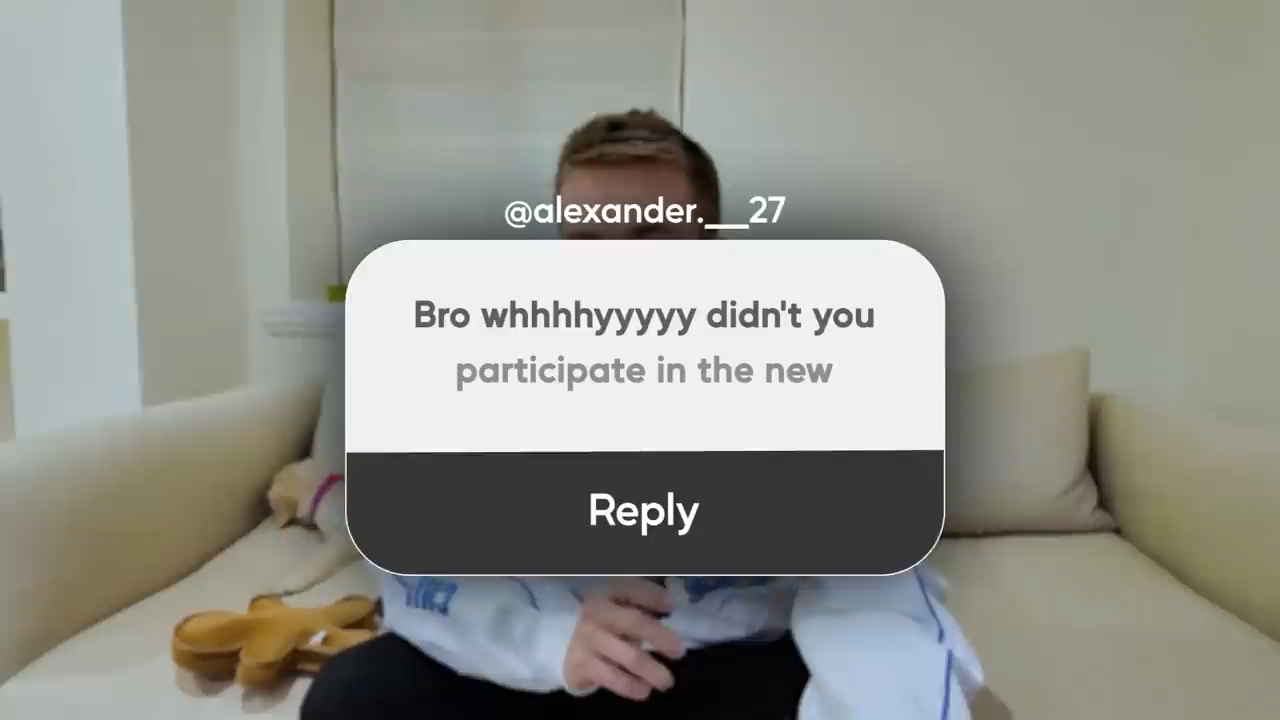 @alexander.__27
Bro whhhhyyyyy didn't you
participate in the new
Reply